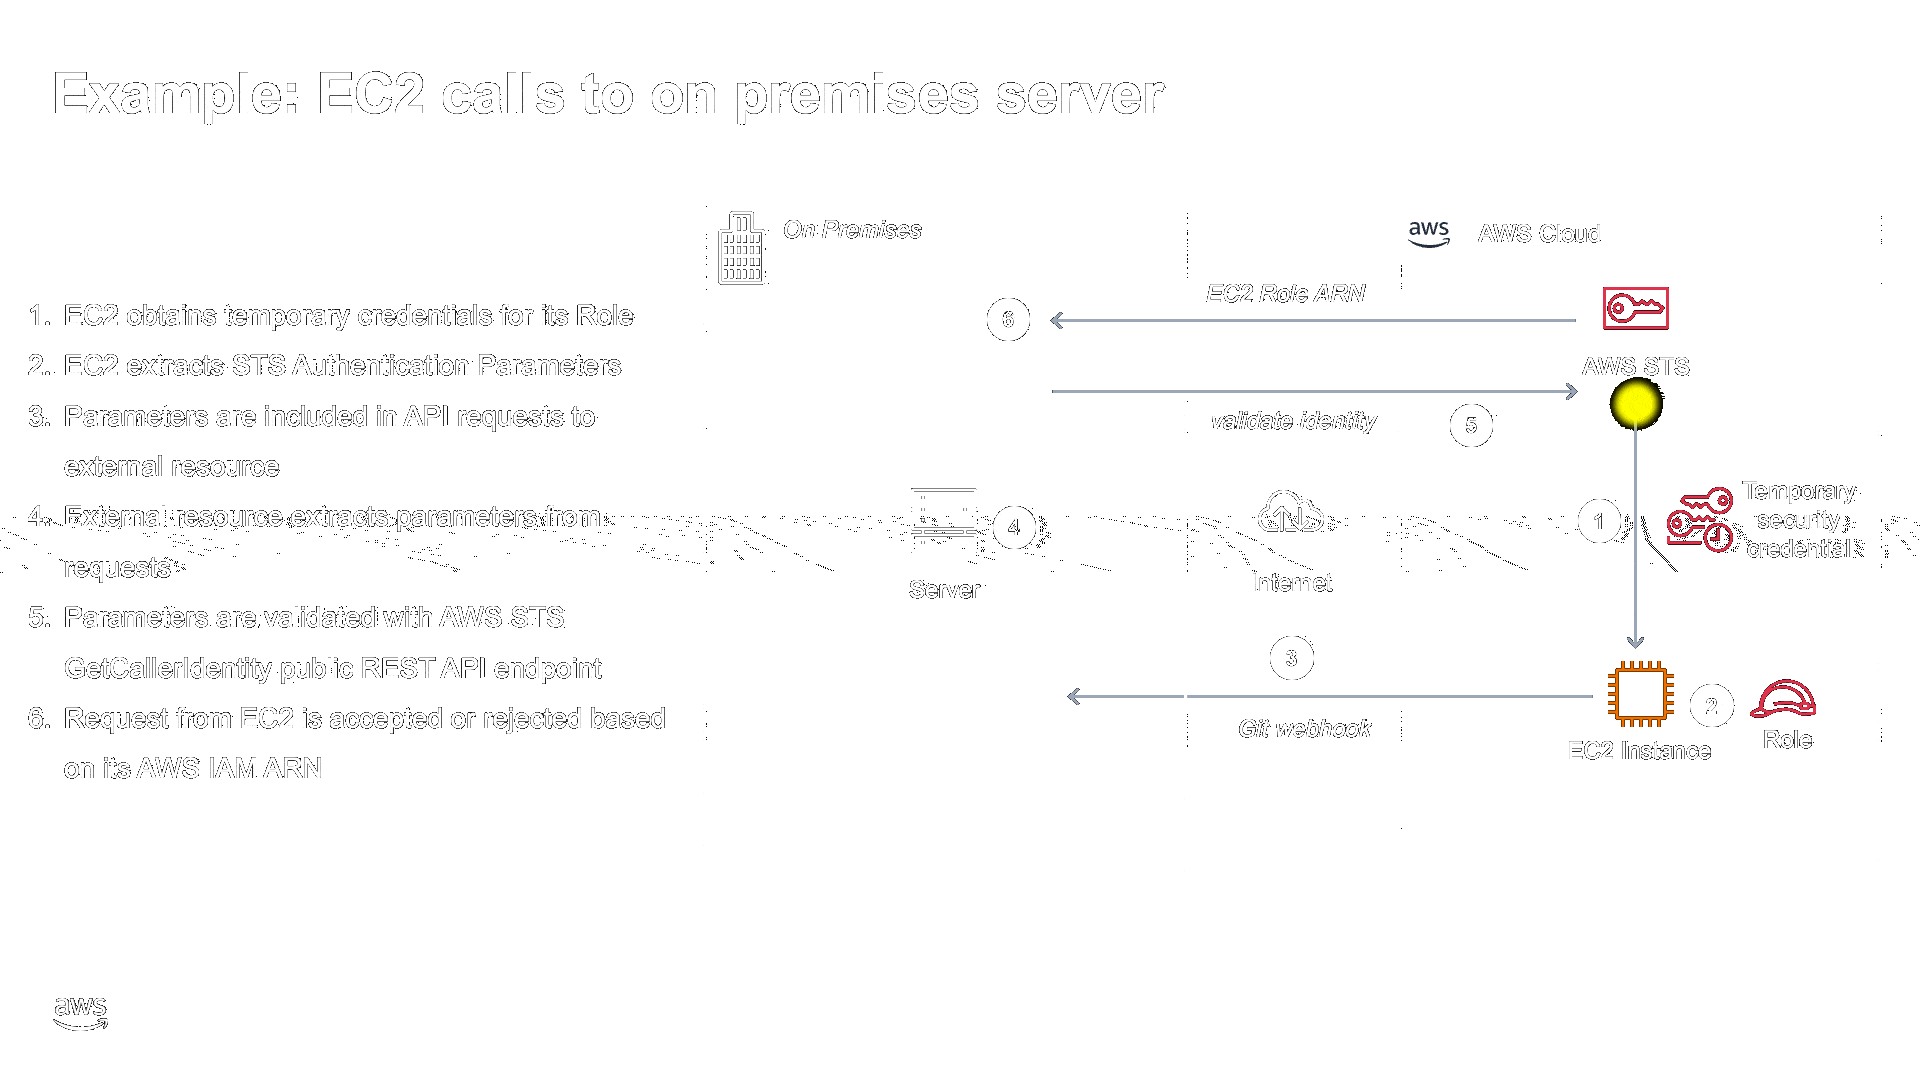 Example: EC2 calls to on premises server
On Premises
aws
AWS Cloud
EC2 Role ARN
6
1. EC2 obtains temporary credentials for its Role
2. EC2 extracts STS Authentication Parameters
3. Parameters are included in API requests to
external resource
4. External resource extracts parameters from
requests
5. Parameters are validated with AWS STS
GetCallerIdentity public REST API endpoint
6. Request from EC2 is accepted or rejected based
on its AWS IAM ARN
AWS STS
validate identity
5
Temporary
security
credential
4
1
Server
Internet
3
2
Git webhook
EC2 Instance
Role
aws